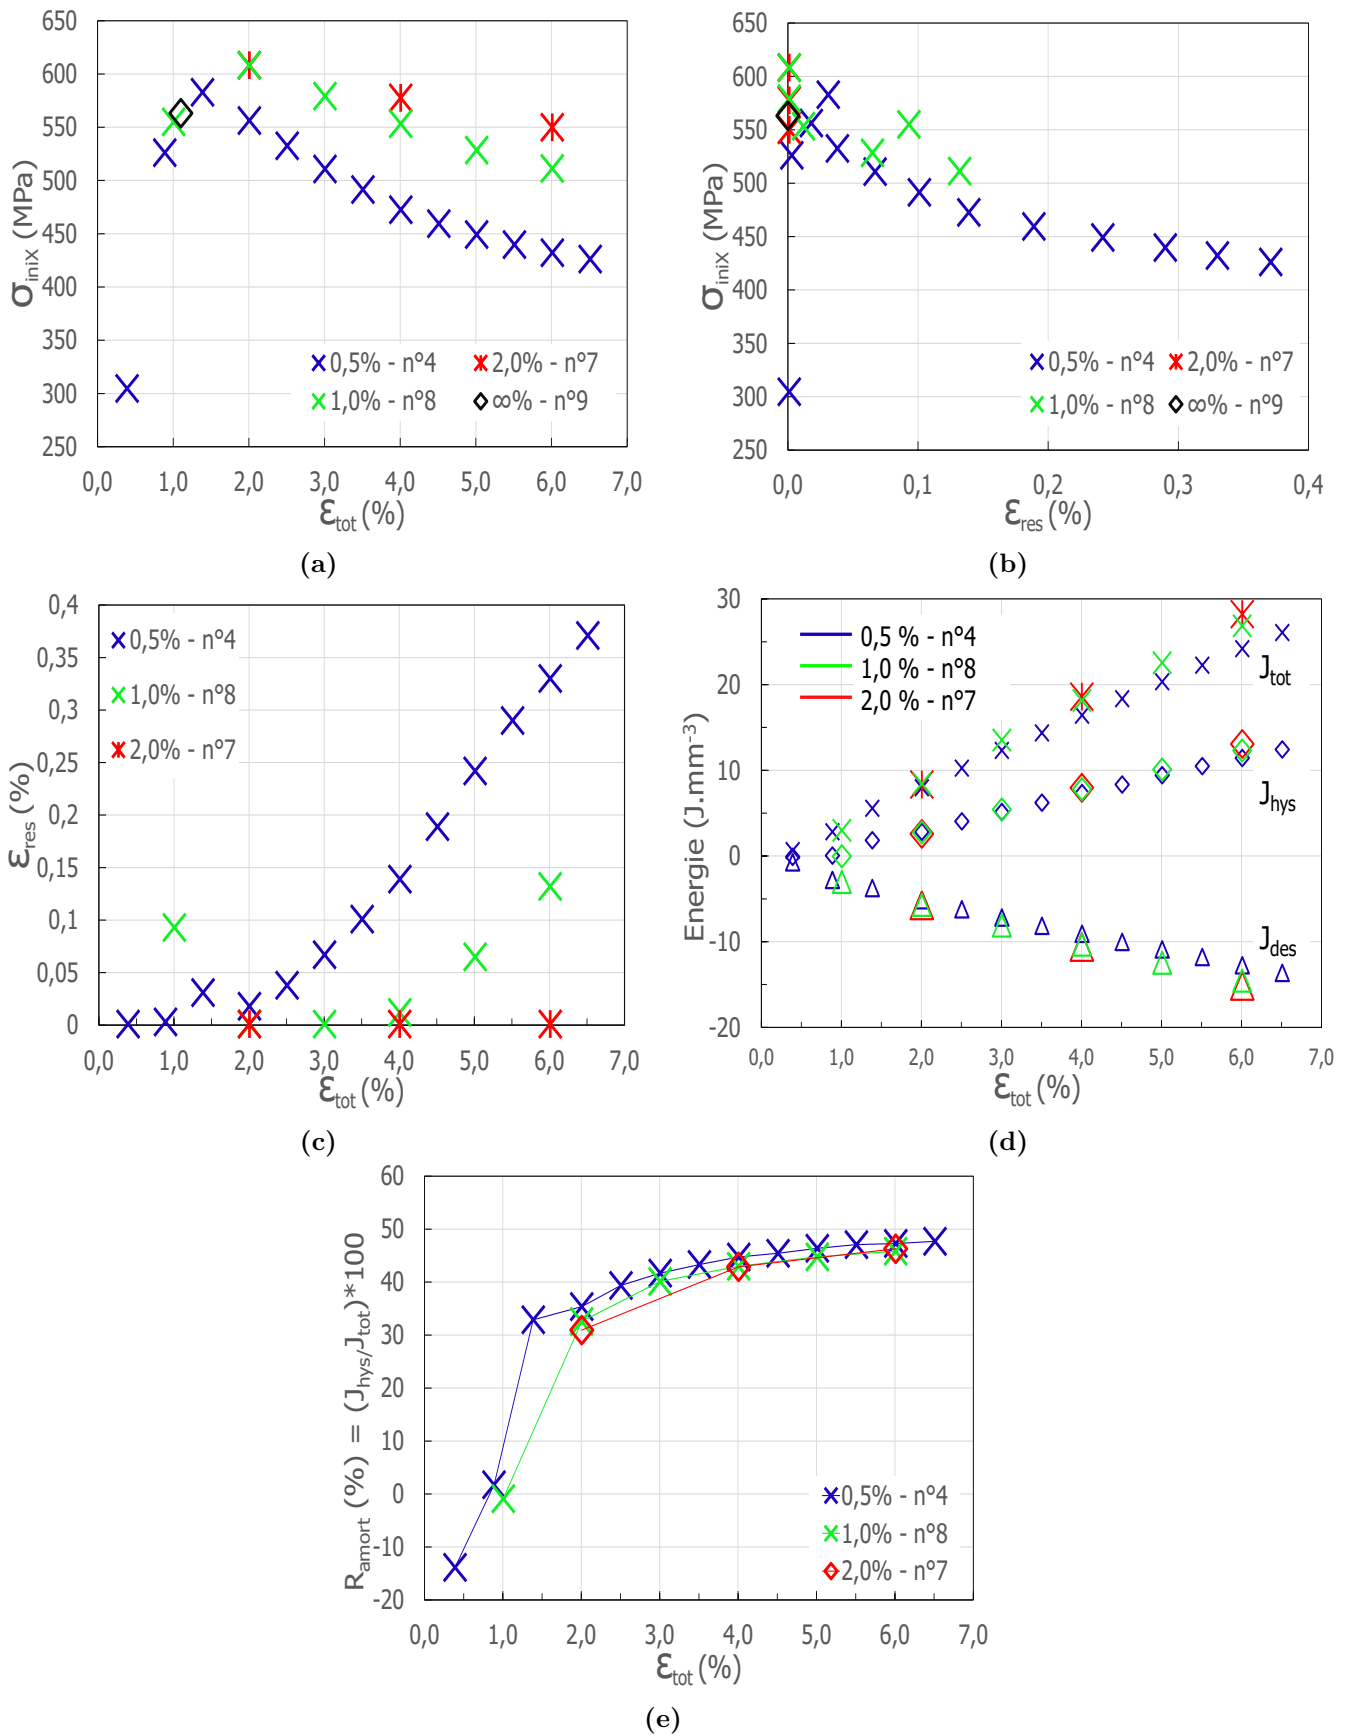 650
600
550
500
450
400
350
300
250
σiniX (MPa)
0,5% - n°4
2,0% - n°7
1,0% - n°8
∞% - n°9
0,0 1,0 2,0 3,0 4,0 5,0 6,0 7,0
εtot (%)
(a)
650
600
550
500
450
400
350
300
250
σiniX (MPa)
0,5% - n°4
2,0% - n°7
1,0% - n°8
∞% - n°9
0,0 0,1 0,2 0,3 0,4
εres (%)
(b)
0,4
0,35
0,3
0,25
0,2
0,15
0,1
0,05
0
εres (%)
0,5% - n°4
1,0% - n°8
2,0% - n°7
0,0 1,0 2,0 3,0 4,0 5,0 6,0 7,0
εtot (%)
(c)
30
20
10
0
-10
-20
Energie (J.mm-3)
0,5 % - n°4
1,0 % - n°8
2,0 % - n°7
Jtot
Jhys
Jdes
0,0 1,0 2,0 3,0 4,0 5,0 6,0 7,0
εtot (%)
(d)
60
50
40
30
20
10
0
-10
-20
Ramort (%) = (Jhys/Jtot)*100
0,5% - n°4
1,0% - n°8
2,0% - n°7
0,0 1,0 2,0 3,0 4,0 5,0 6,0 7,0
εtot (%)
(e)